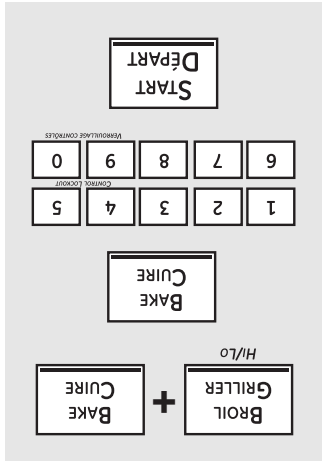 BROIL GRILLER + BAKE CUIRE
Hi/Lo
BAKE
CUIRE
1 2 3 4 5
CONTROL LOCKOUT
6 7 8 9 0
VERROUILLAGE CONTRÔLES
START
DÉPART